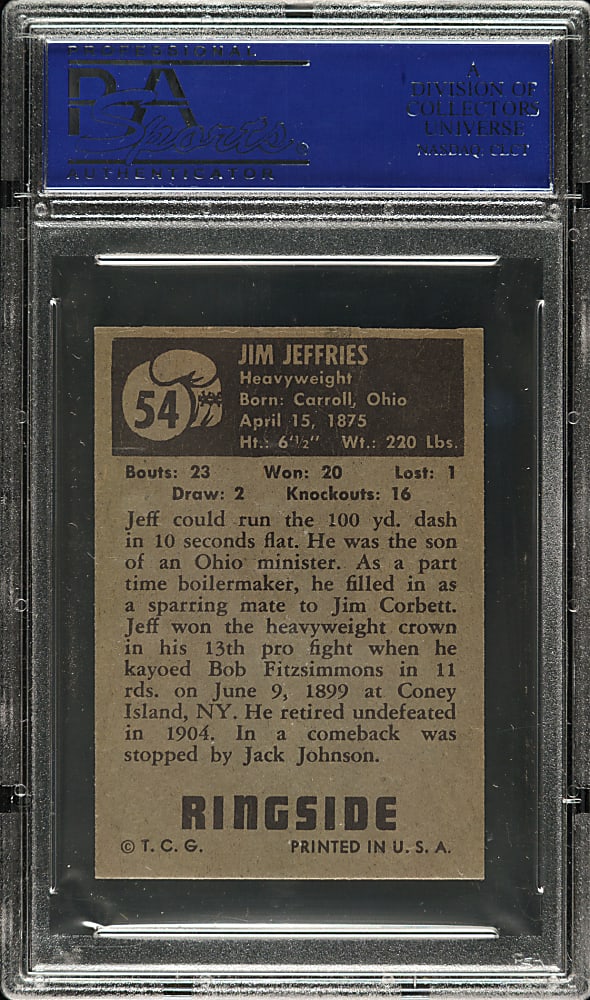 PROFESSIONAL
PSA
Sports
AUTHENTICATOR
A
DIVISION OF
COLLECTORS
UNIVERSE
NASDAQ: CLCT
54
JIM JEFFRIES
Heavyweight
Born: Carroll, Ohio
April 15, 1875
Ht.: 6'½" Wt.: 220 Lbs.
Bouts: 23 Won: 20 Lost: 1
Draw: 2 Knockouts: 16
Jeff could run the 100 yd. dash
in 10 seconds flat. He was the son
of an Ohio minister. As a part
time boilermaker, he filled in as
a sparring mate to Jim Corbett.
Jeff won the heavyweight crown
in his 13th pro fight when he
kayoed Bob Fitzsimmons in 11
rds. on June 9, 1899 at Coney
Island, NY. He retired undefeated
in 1904. In a comeback was
stopped by Jack Johnson.
RINGSIDE
© T. C. G. PRINTED IN U. S. A.